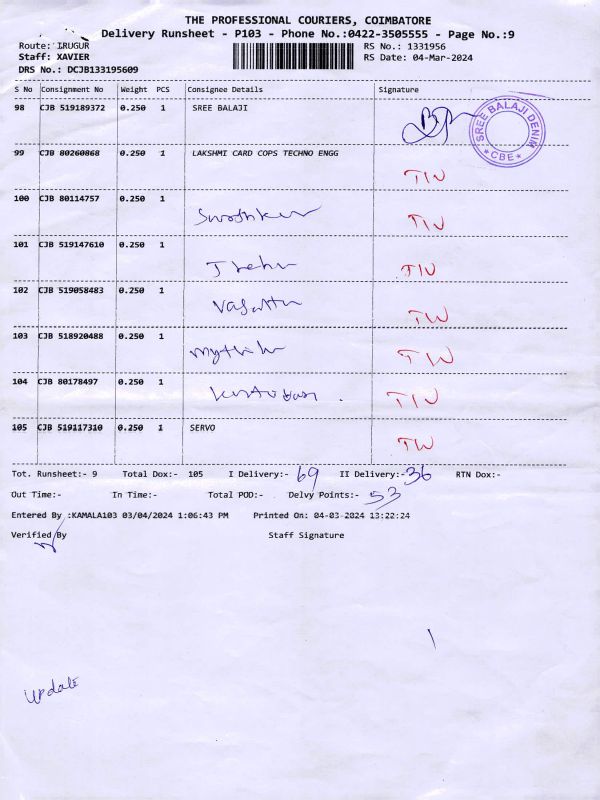 THE PROFESSIONAL COURIERS, COIMBATORE
Delivery Runsheet - P103 - Phone No.:0422-3505555 - Page No.:9
Route: IRUGUR RS No.: 1331956
Staff: XAVIER RS Date: 04-Mar-2024
DRS No.: DCJB133195609
S No Consignment No Weight PCS Consignee Details Signature
98 CJB 519189372 0.250 1 SREE BALAJI
SREE BALAJI DENIM * CBE *
99 CJB 80260868 0.250 1 LAKSHMI CARD COPS TECHNO ENGG
100 CJB 80114757 0.250 1
101 CJB 519147610 0.250 1
102 CJB 519058483 0.250 1
103 CJB 518920488 0.250 1
104 CJB 80178497 0.250 1
105 CJB 519117310 0.250 1 SERVO
Tot. Runsheet:- 9 Total Dox:- 105 I Delivery:- 69 II Delivery:- 36 RTN Dox:-
Out Time:- In Time:- Total POD:- Delvy Points:- 53
Entered By :KAMALA103 03/04/2024 1:06:43 PM Printed On: 04-03-2024 13:22:24
Verified By Staff Signature
update